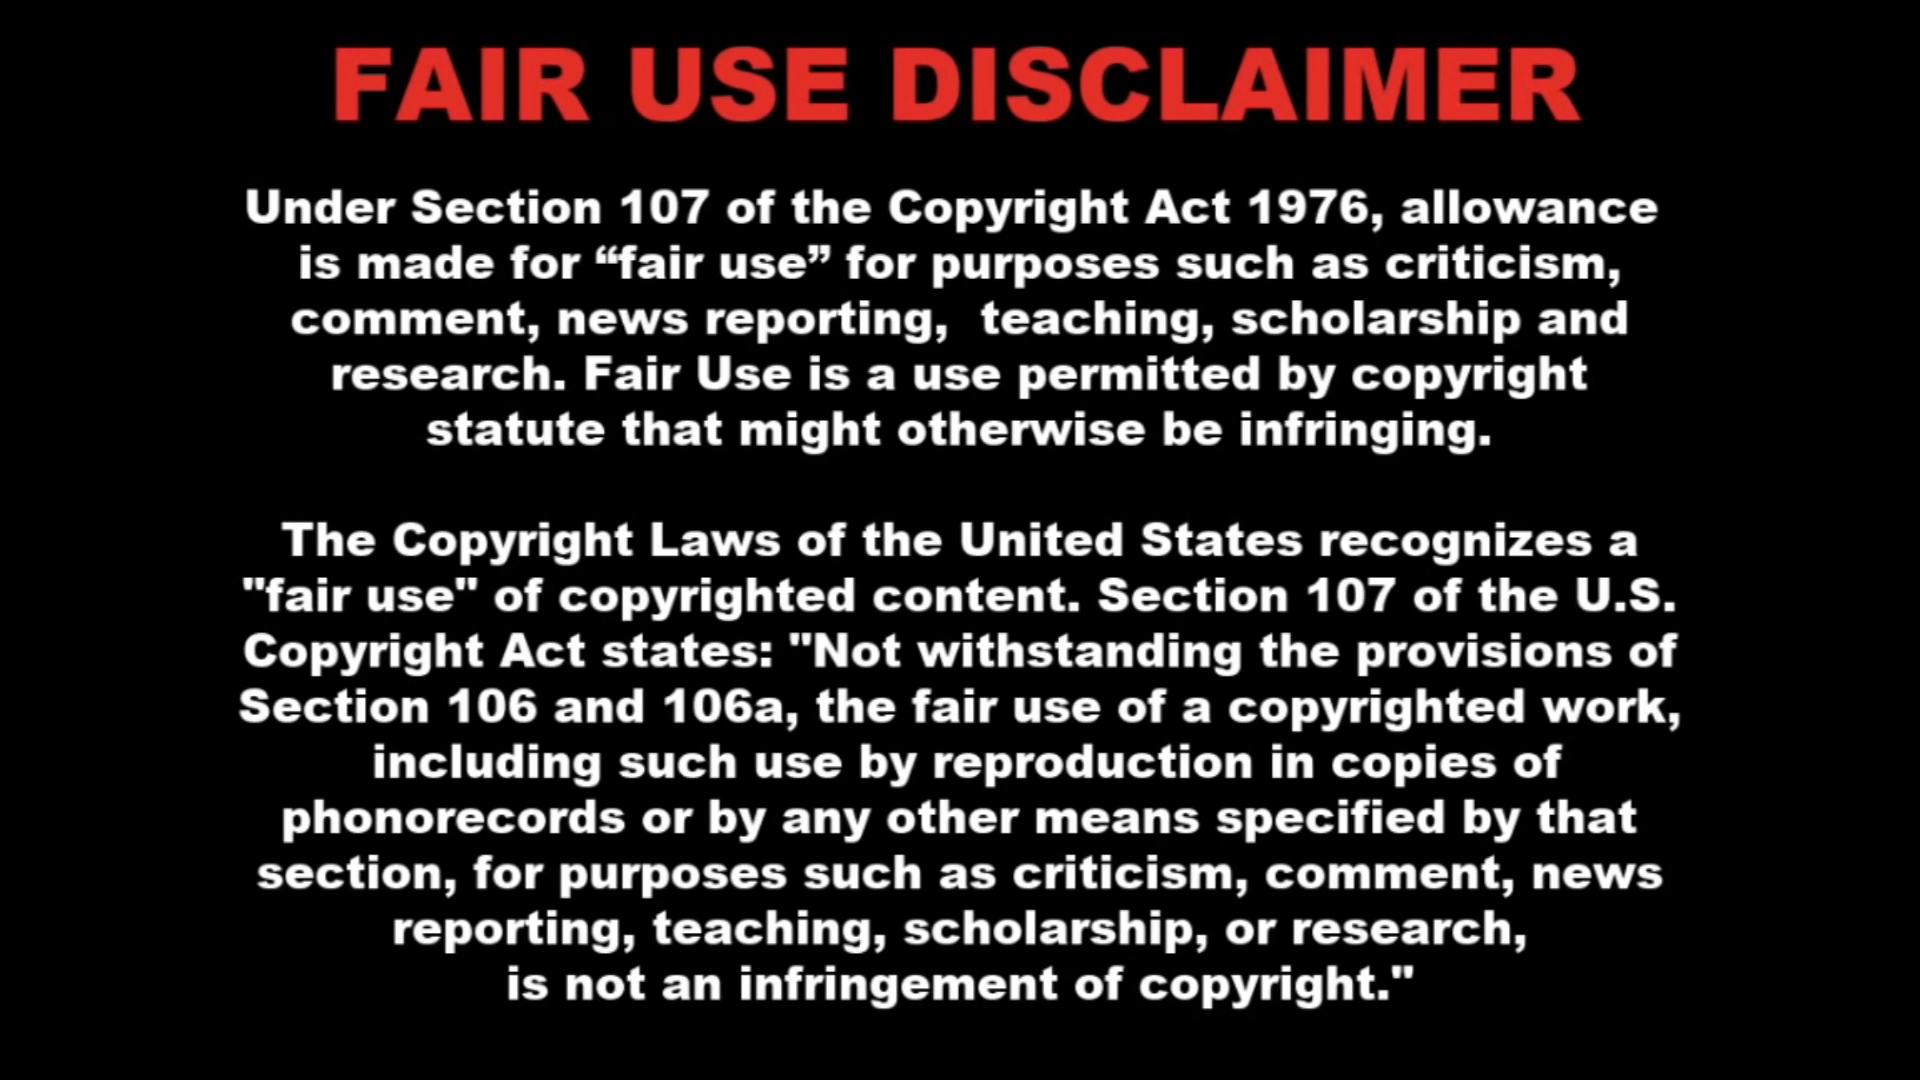 FAIR USE DISCLAIMER
Under Section 107 of the Copyright Act 1976, allowance
is made for “fair use” for purposes such as criticism,
comment, news reporting,  teaching, scholarship and
research. Fair Use is a use permitted by copyright
statute that might otherwise be infringing.
The Copyright Laws of the United States recognizes a
"fair use" of copyrighted content. Section 107 of the U.S.
Copyright Act states: "Not withstanding the provisions of
Section 106 and 106a, the fair use of a copyrighted work,
including such use by reproduction in copies of
phonorecords or by any other means specified by that
section, for purposes such as criticism, comment, news
reporting, teaching, scholarship, or research,
is not an infringement of copyright."